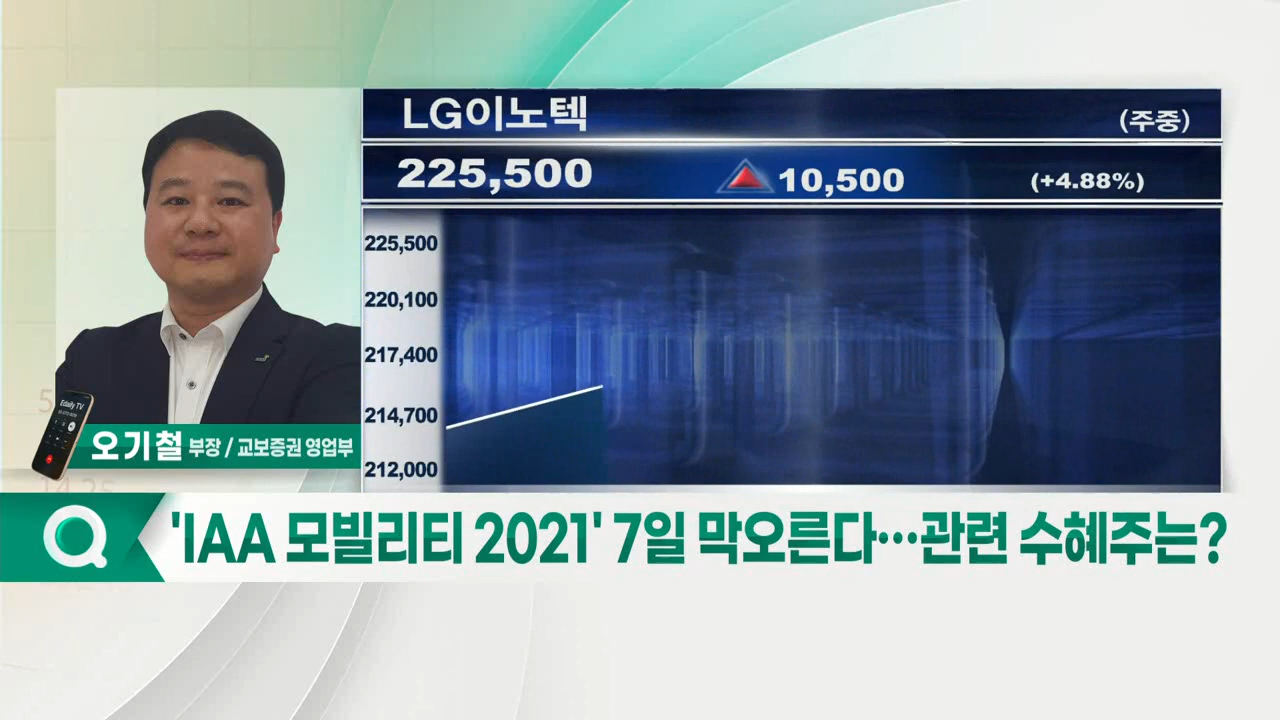 LG이노텍
(주중)
225,500 10,500 (+4.88%)
225,500
220,100
217,400
214,700
212,000
Edaily TV
오기철 부장 / 교보증권 영업부
'IAA 모빌리티 2021' 7일 막오른다…관련 수혜주는?